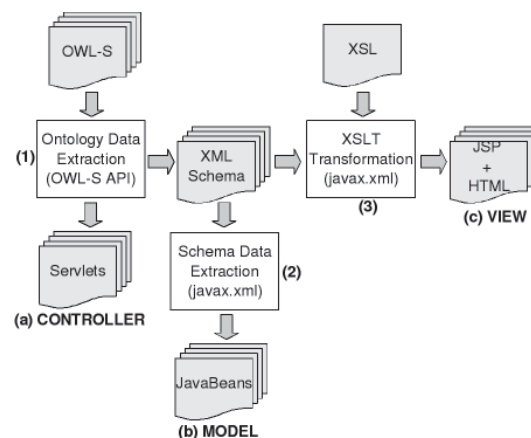 OWL-S
XSL
(1)
Ontology Data
Extraction
(OWL-S API)
XML
Schema
XSLT
Transformation
(javax.xml)
(3)
JSP
+
HTML
(c) VIEW
Servlets
(a) CONTROLLER
Schema Data
Extraction
(javax.xml)
(2)
JavaBeans
(b) MODEL